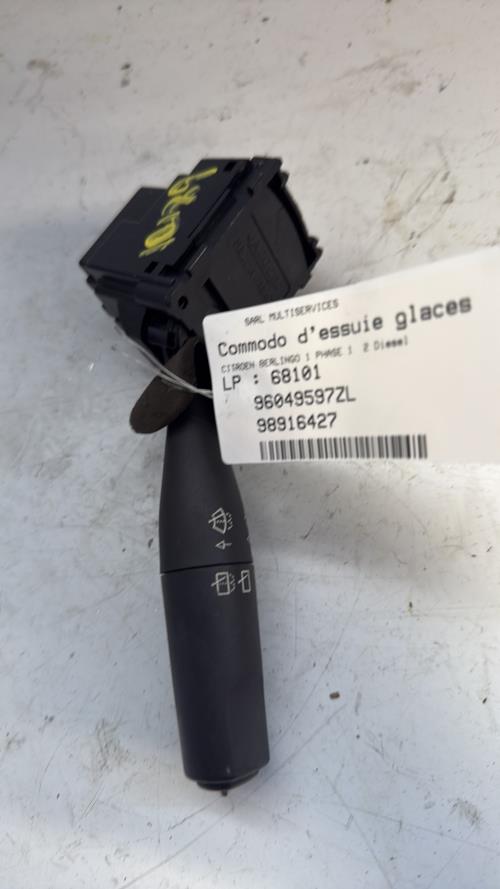 SARL MULTISERVICES
Commodo d'essuie glaces
CITROEN BERLINGO 1 PHASE 1 2 Diesel
LP : 68101
96049597ZL
98916427